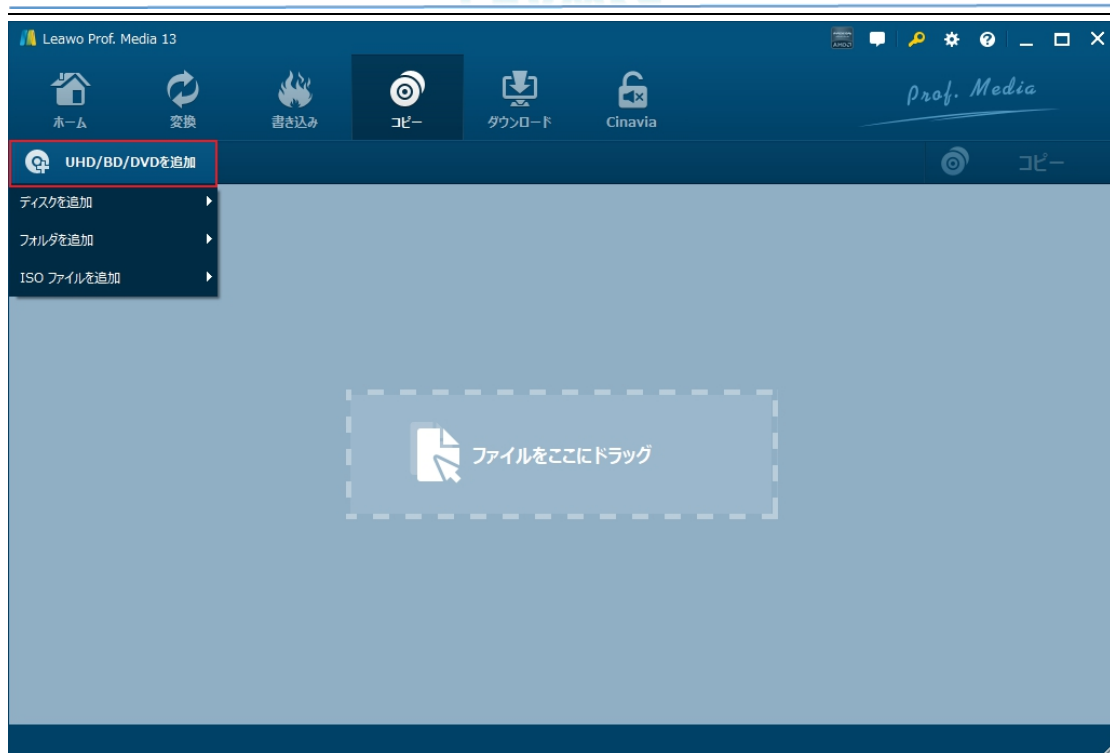 Leawo Prof. Media 13
ホーム
変換
書き込み
コピー
ダウンロード
Cinavia
Prof. Media
UHD/BD/DVDを追加
コピー
ディスクを追加
フォルダを追加
ISO ファイルを追加
ファイルをここにドラッグ